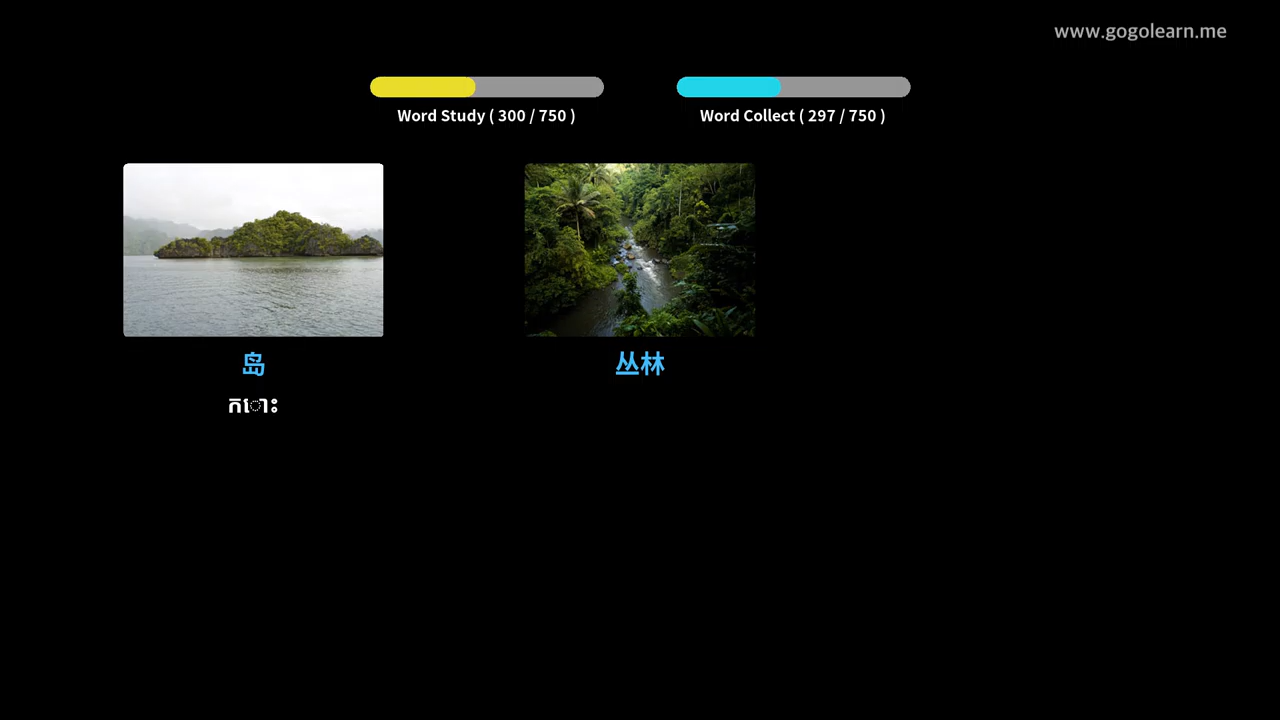 www.gogolearn.me
Word Study ( 300 / 750 )
Word Collect ( 297 / 750 )
岛
丛林
កោះ